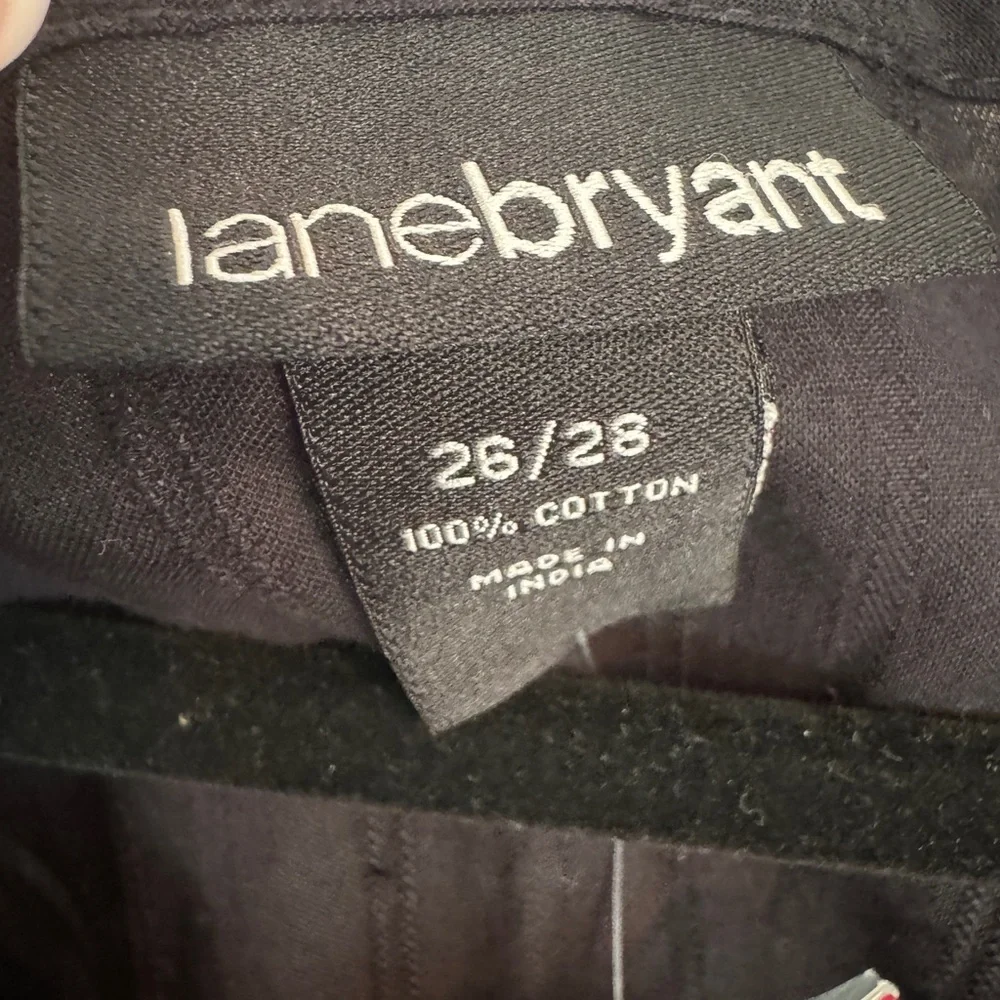 lanebryant
26/28
100% COTTON
MADE IN
INDIA